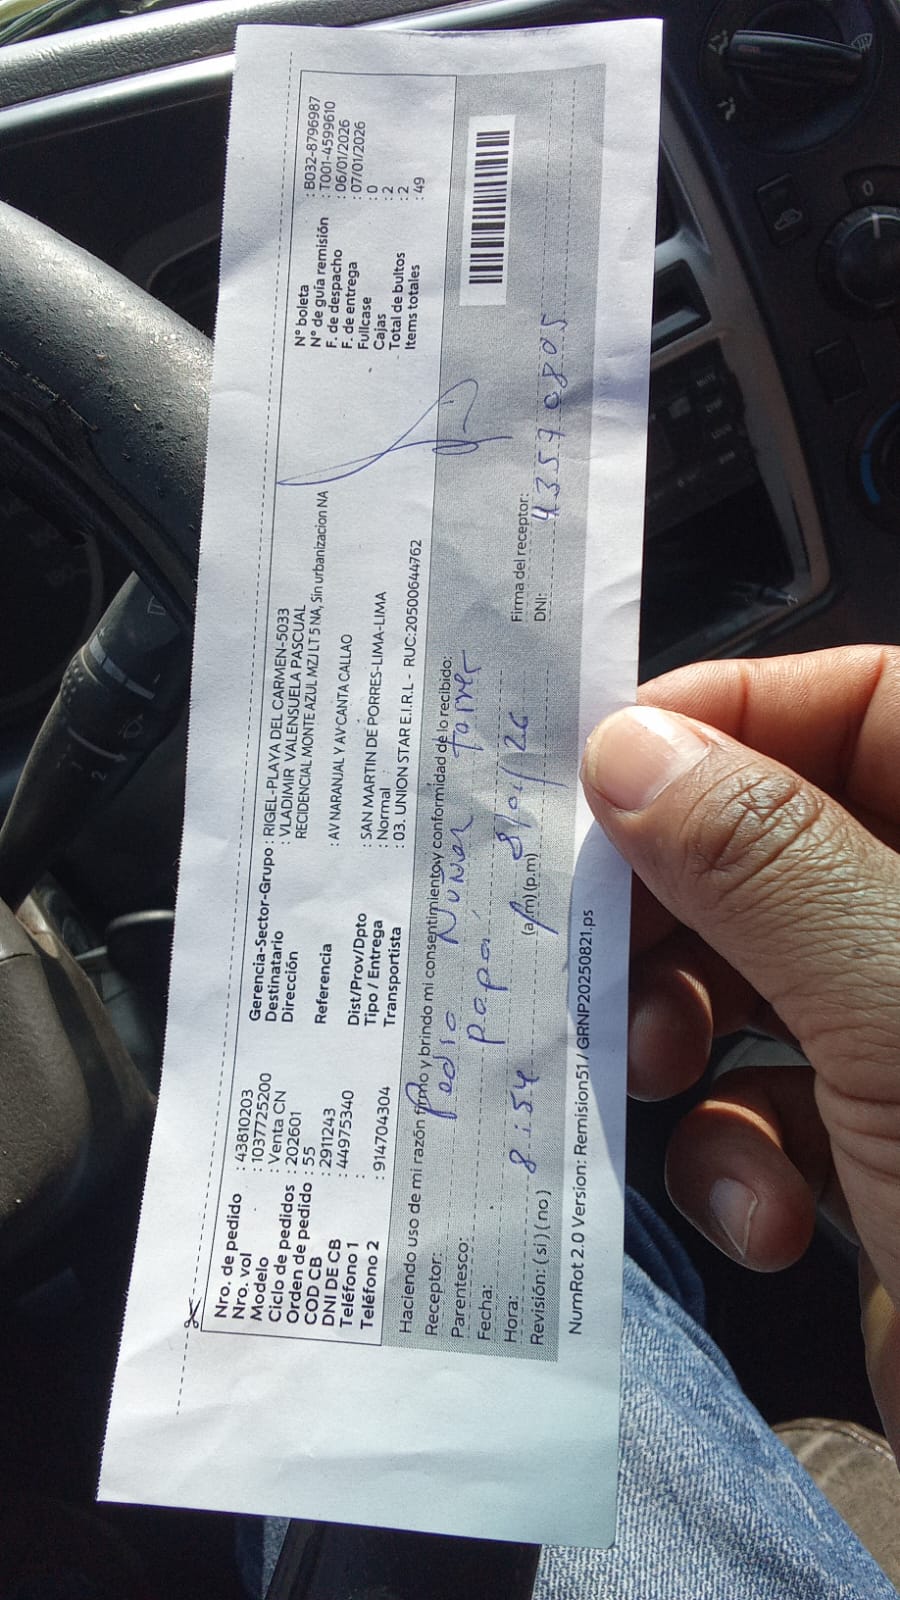 Nro. de pedido : 43810203
Nro. vol : 1037725200
Modelo : Venta CN
Ciclo de pedidos : 202601
Orden de pedido : 55
COD CB : 2911243
DNI DE CB : 44975340
Teléfono 1 :
Teléfono 2 : 914704304
Gerencia-Sector-Grupo : RIGEL-PLAYA DEL CARMEN-5033
Destinatario : VLADIMIR VALENSUELA PASCUAL
Dirección RECIDENCIAL MONTE AZUL MZJ LT 5 NA, Sin urbanizacion NA
Referencia : AV NARANJAL Y AV CANTA CALLAO
Dist/Prov/Dpto : SAN MARTIN DE PORRES-LIMA-LIMA
Tipo / Entrega : Normal
Transportista : 03. UNION STAR E.I.R.L - RUC:20500644762
N° boleta : B032-8796987
N° de guía remisión : T001-4599610
F. de despacho : 06/01/2026
F. de entrega : 07/01/2026
Fullcase : 0
Cajas : 2
Total de bultos : 2
Items totales : 49
Haciendo uso de mi razón firmo y brindo mi consentimiento y conformidad de lo recibido:
Receptor: Pedro Nuñer torres
Parentesco: papá
Fecha: 8/01/26
Hora: 8:54 (a/m) (p.m)
Revisión: ( si ) ( no )
Firma del receptor:
DNI: 43570805
NumRot 2.0 Version: Remision51 / GRNP20250821.ps